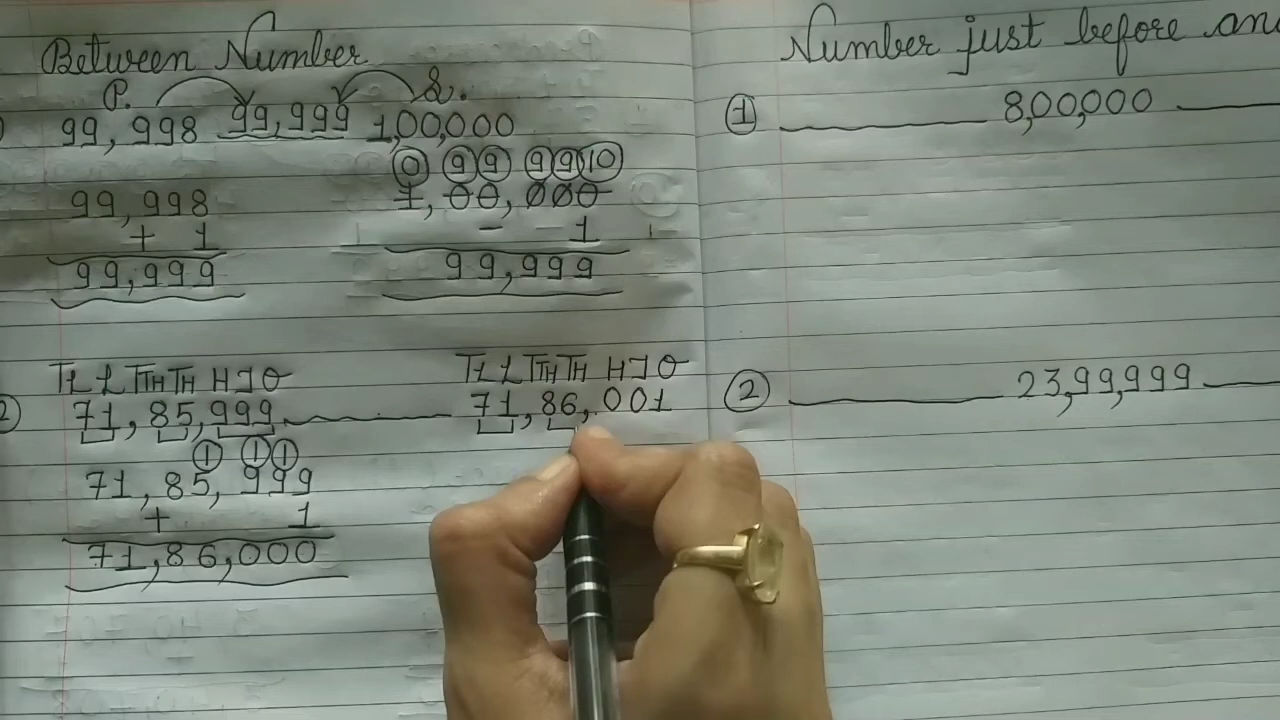 Between Number
P. S.
) 99,998 99,999 1,00,000
0 9 9 9 9 10
99,998 1,00,000
+ 1 - - 1
99,999 99,999
TL L TTH TH H T O TL L TTH TH H T O
2) 71,85,999 71,86,001
1 1 1
71,85,999
+ 1
71,86,000
Number just before an
1 8,00,000
2 23,99,999